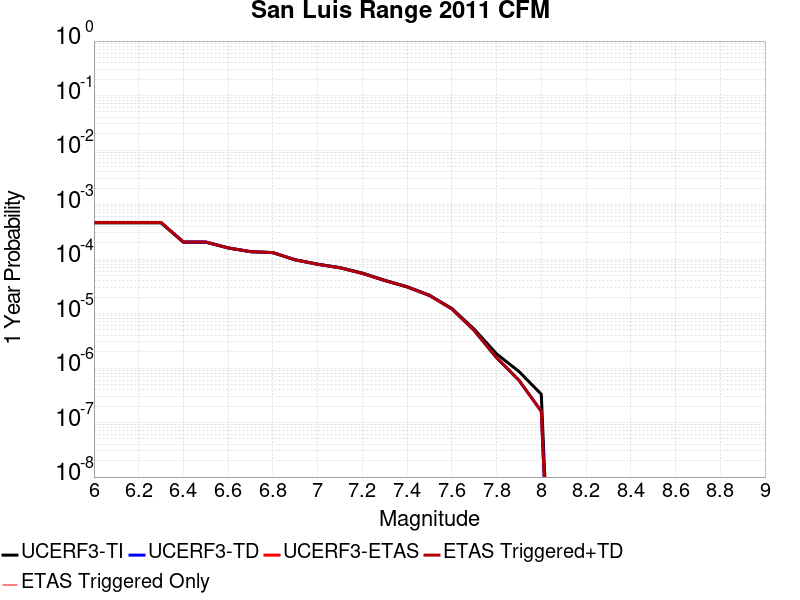 San Luis Range 2011 CFM
10^0
10^-1
10^-2
10^-3
10^-4
10^-5
10^-6
10^-7
10^-8
1 Year Probability
6 6.2 6.4 6.6 6.8 7 7.2 7.4 7.6 7.8 8 8.2 8.4 8.6 8.8 9
Magnitude
UCERF3-TI UCERF3-TD UCERF3-ETAS ETAS Triggered+TD
ETAS Triggered Only